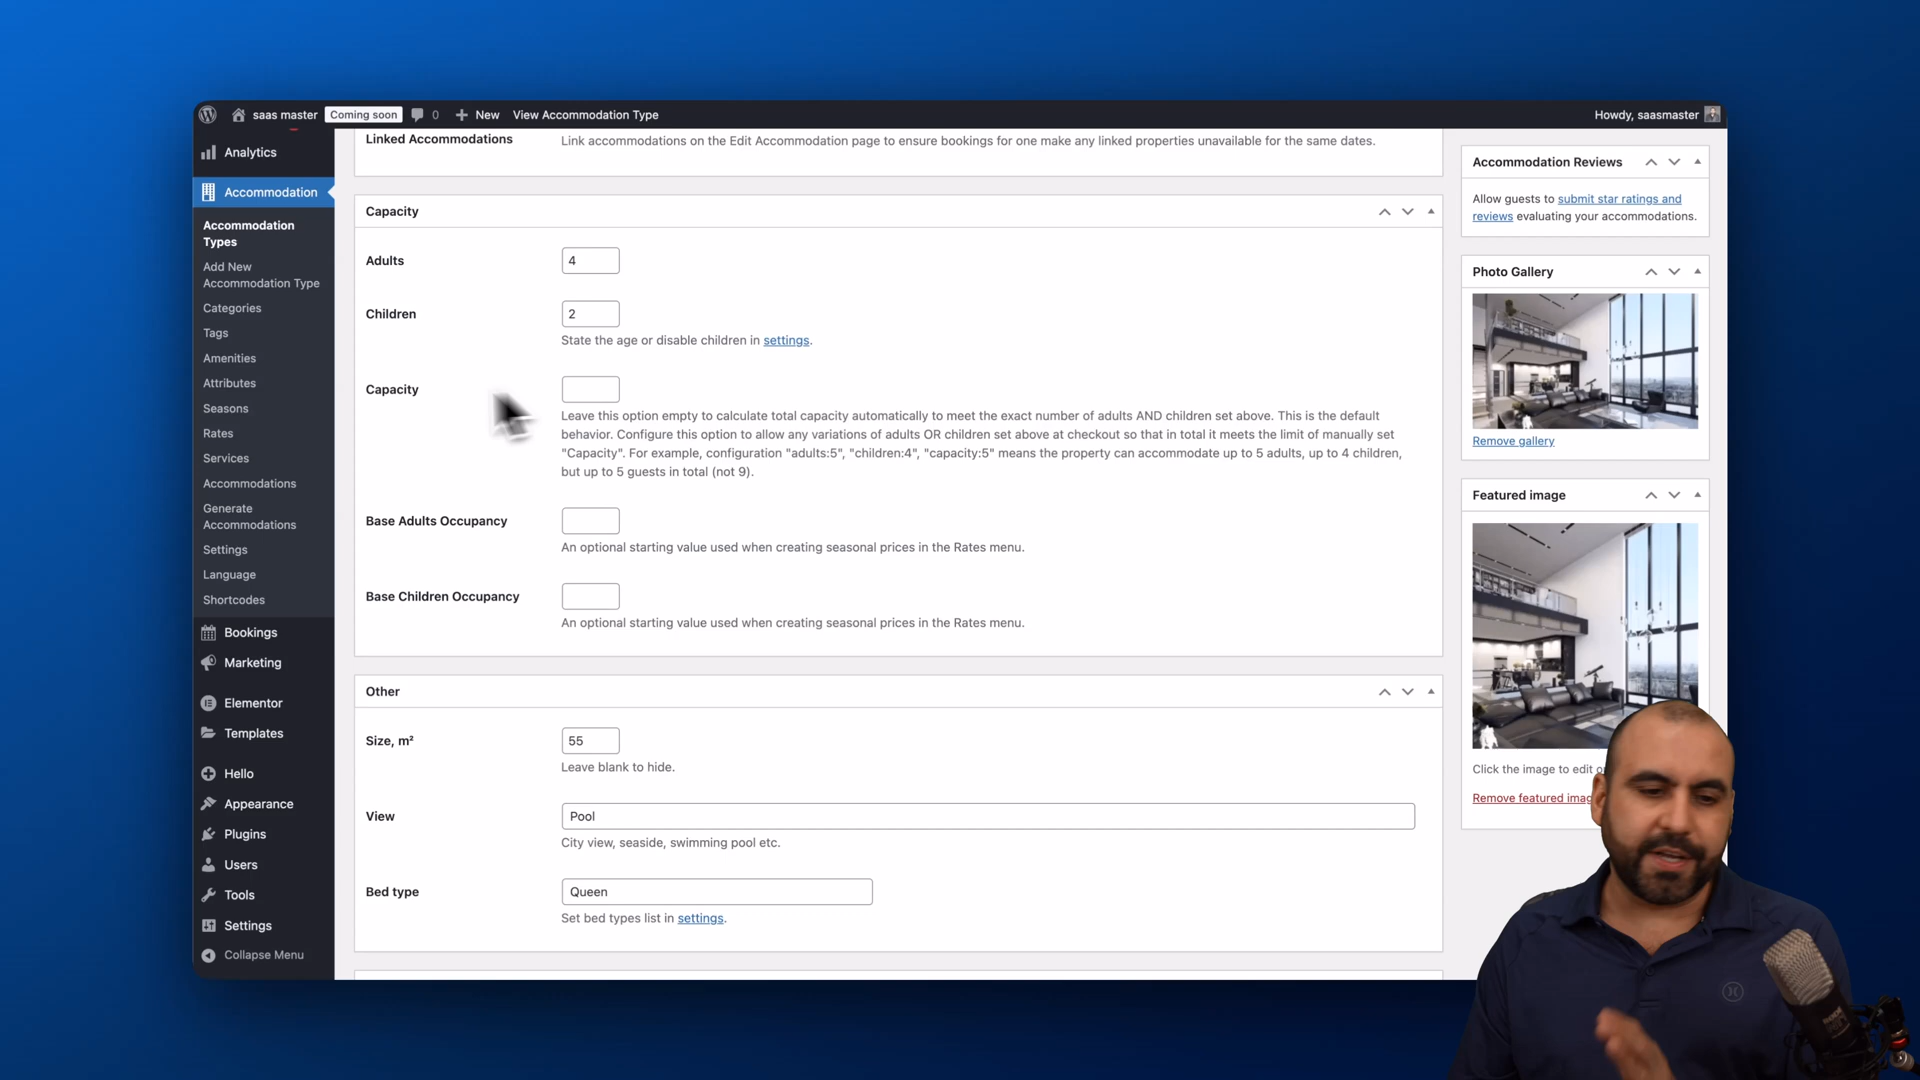 saas master
Coming soon
0
New
View Accommodation Type
Howdy, saasmaster
Analytics
Accommodation
Accommodation
Types
Add New
Accommodation Type
Categories
Tags
Amenities
Attributes
Seasons
Rates
Services
Accommodations
Generate
Accommodations
Settings
Language
Shortcodes
Bookings
Marketing
Elementor
Templates
Hello
Appearance
Plugins
Users
Tools
Settings
Collapse Menu
Linked Accommodations
Link accommodations on the Edit Accommodation page to ensure bookings for one make any linked properties unavailable for the same dates.
Capacity
Adults
4
Children
2
State the age or disable children in settings.
Capacity
Leave this option empty to calculate total capacity automatically to meet the exact number of adults AND children set above. This is the default
behavior. Configure this option to allow any variations of adults OR children set above at checkout so that in total it meets the limit of manually set
"Capacity". For example, configuration "adults:5", "children:4", "capacity:5" means the property can accommodate up to 5 adults, up to 4 children,
but up to 5 guests in total (not 9).
Base Adults Occupancy
An optional starting value used when creating seasonal prices in the Rates menu.
Base Children Occupancy
An optional starting value used when creating seasonal prices in the Rates menu.
Other
Size, m²
55
Leave blank to hide.
View
Pool
City view, seaside, swimming pool etc.
Bed type
Queen
Set bed types list in settings.
Accommodation Reviews
Allow guests to submit star ratings and
reviews evaluating your accommodations.
Photo Gallery
Remove gallery
Featured image
Click the image to edit
Remove featured